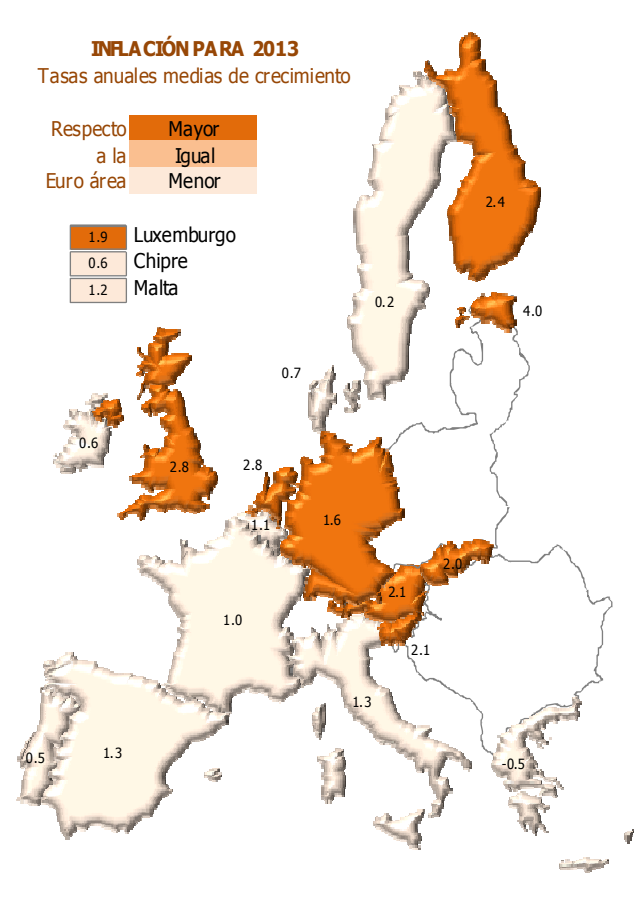 INFLACIÓN PARA 2013
Tasas anuales medias de crecimiento
Respecto Mayor
a la Igual
Euro área Menor
1.9 Luxemburgo
0.6 Chipre
1.2 Malta
2.4
0.2
4.0
0.7
0.6
2.8
2.8
1.1
1.6
2.0
2.1
1.0
2.1
1.3
1.3
0.5
-0.5